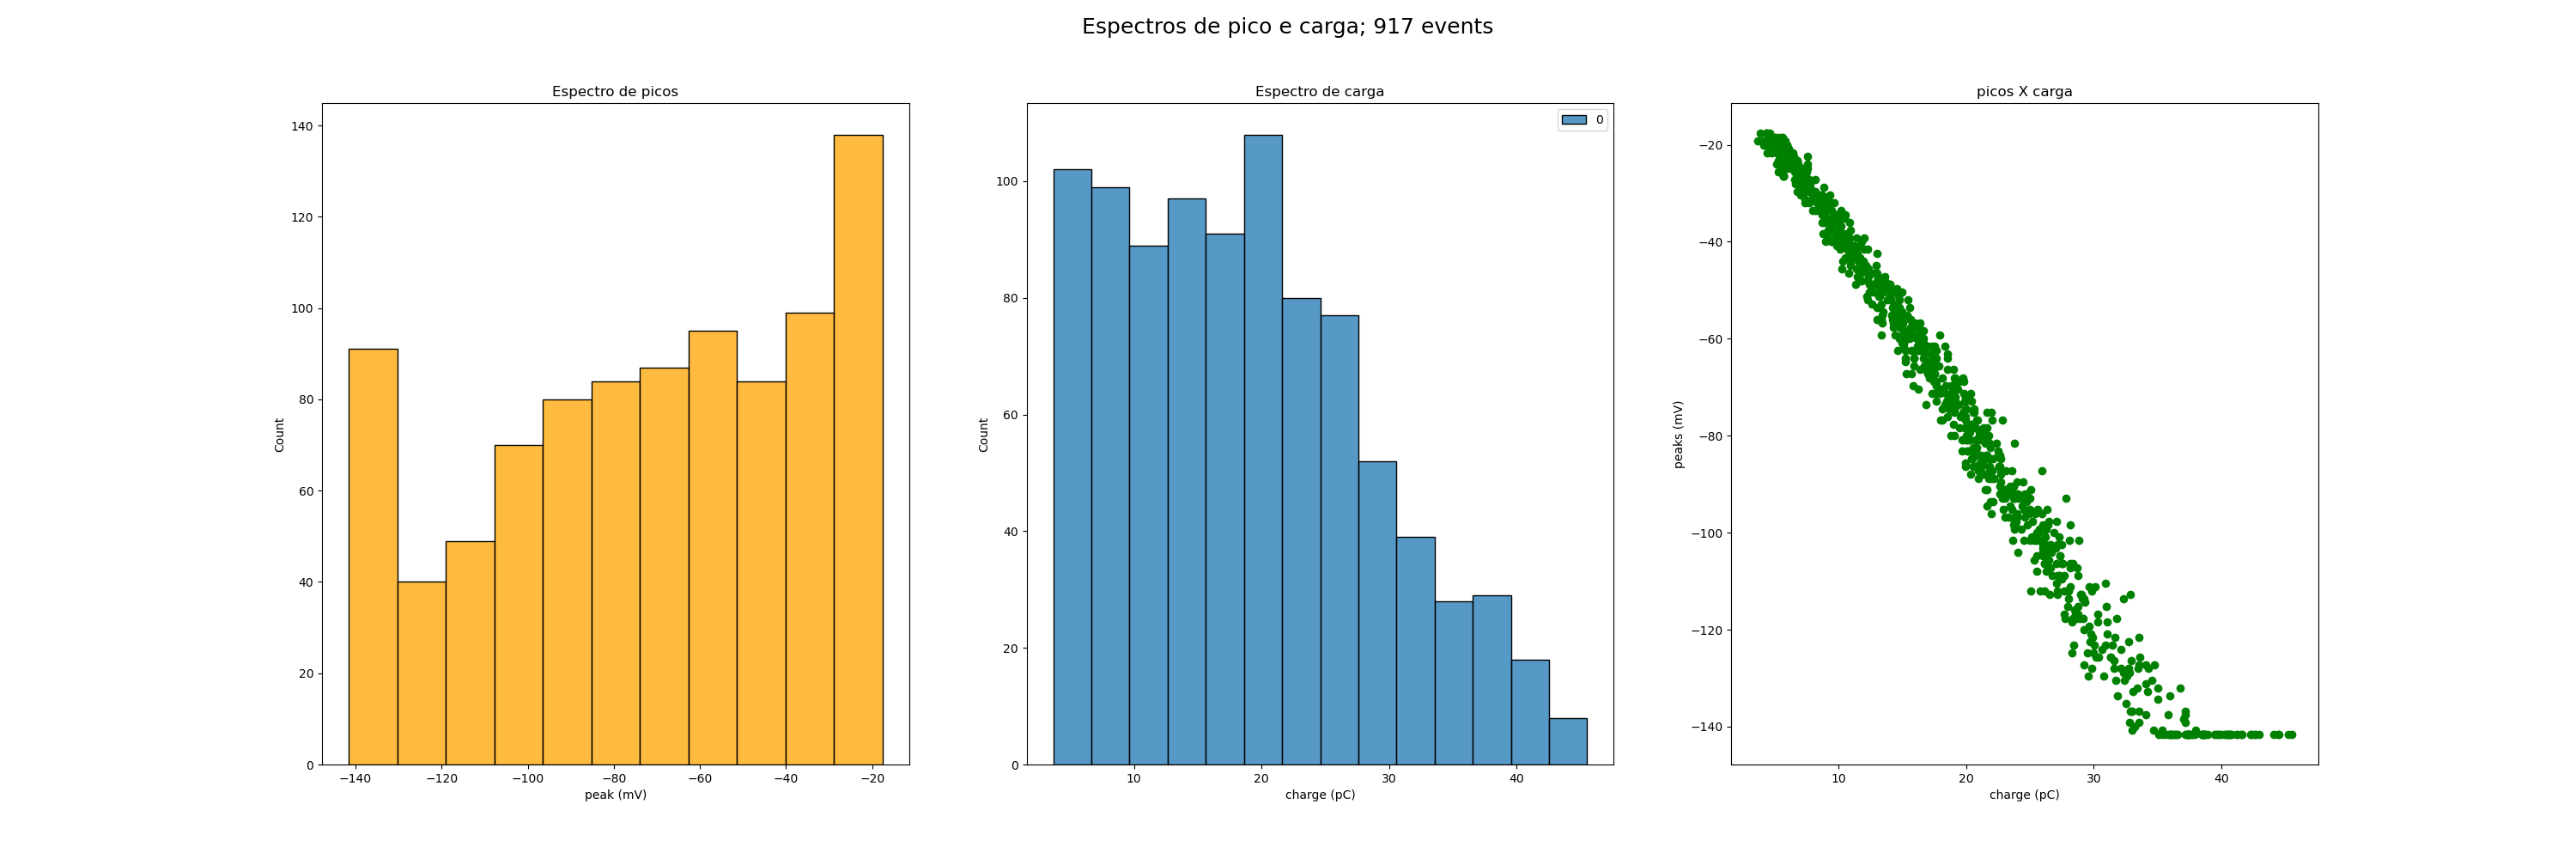 Espectros de pico e carga; 917 events
Espectro de picos
140
120
100
80
60
40
20
0
Count
−140 −120 −100 −80 −60 −40 −20
peak (mV)
Espectro de carga
0
100
80
60
40
20
0
Count
10 20 30 40
charge (pC)
picos X carga
−20
−40
−60
−80
−100
−120
−140
peaks (mV)
10 20 30 40
charge (pC)